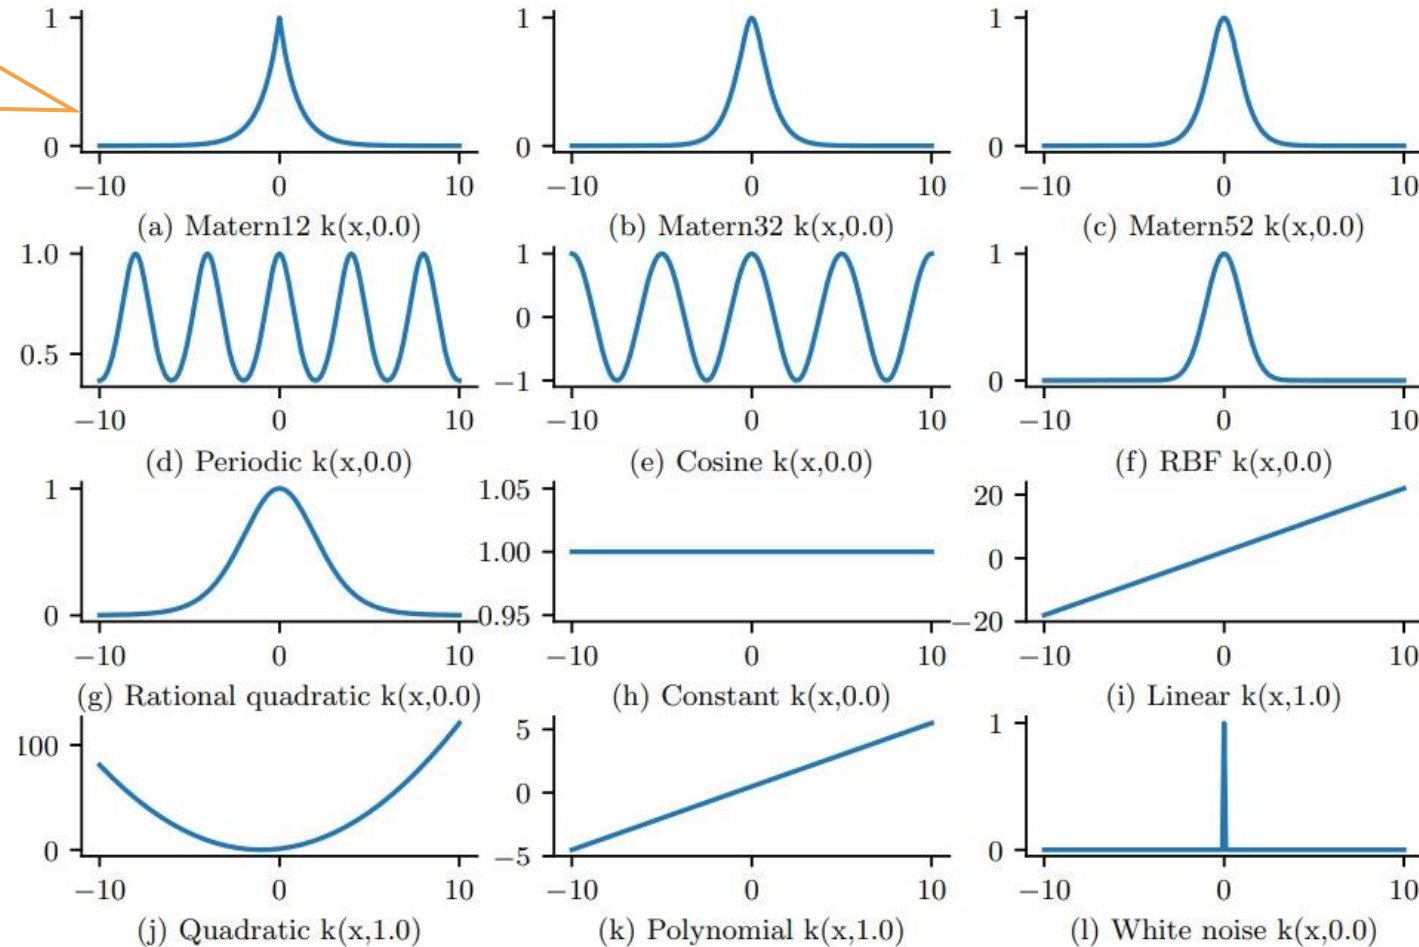 1
0
−10 0 10
(a) Matern12 k(x,0.0)
1
0
−10 0 10
(b) Matern32 k(x,0.0)
1
0
−10 0 10
(c) Matern52 k(x,0.0)
1.0
0.5
−10 0 10
(d) Periodic k(x,0.0)
1
0
−1
−10 0 10
(e) Cosine k(x,0.0)
1
0
−10 0 10
(f) RBF k(x,0.0)
1
0
−10 0 10
(g) Rational quadratic k(x,0.0)
1.05
1.00
0.95
−10 0 10
(h) Constant k(x,0.0)
20
0
−20
−10 0 10
(i) Linear k(x,1.0)
100
0
−10 0 10
(j) Quadratic k(x,1.0)
5
0
−5
−10 0 10
(k) Polynomial k(x,1.0)
1
0
−10 0 10
(l) White noise k(x,0.0)